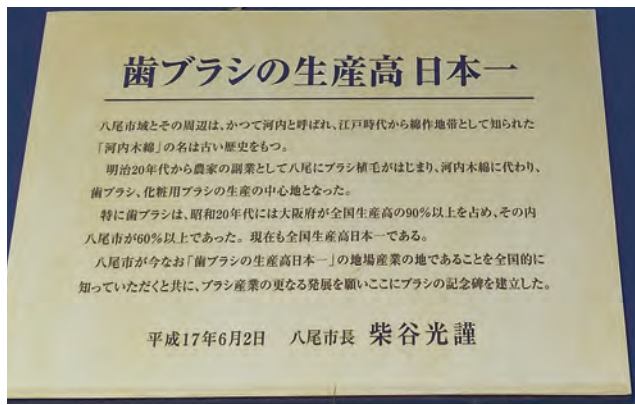 歯ブラシの生産高日本一
八尾市域とその周辺は、かつて河内と呼ばれ、江戸時代から綿作地帯として知られた
「河内木綿」の名は古い歴史をもつ。
明治20年代から農家の副業として八尾にブラシ植毛がはじまり、河内木綿に代わり、
歯ブラシ、化粧用ブラシの生産の中心地となった。
特に歯ブラシは、昭和20年代には大阪府が全国生産高の90％以上を占め、その内
八尾市が60％以上であった。現在も全国生産高日本一である。
八尾市が今なお「歯ブラシの生産高日本一」の地場産業の地であることを全国的に
知っていただくと共に、ブラシ産業の更なる発展を願いここにブラシの記念碑を建立した。
平成17年6月2日　八尾市長　柴谷光謹